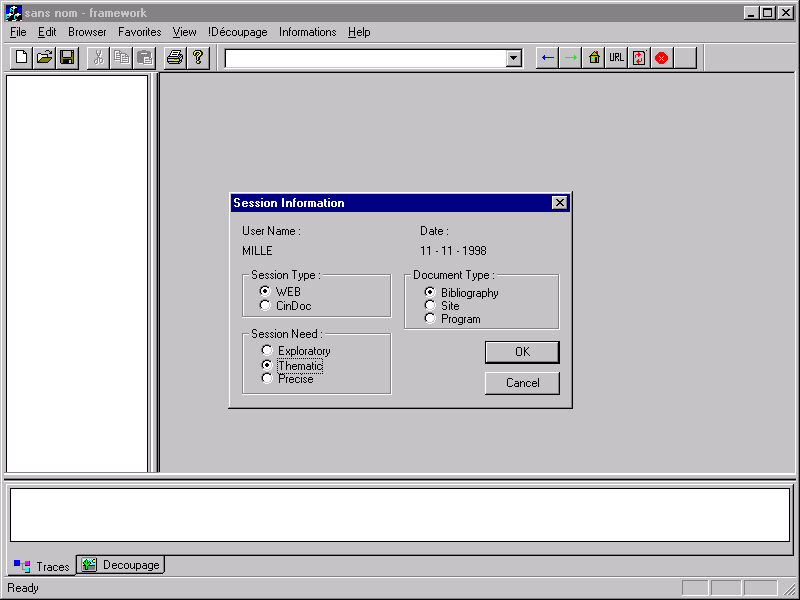 sans nom - framework
File Edit Browser Favorites View !Découpage Informations Help
URL
Session Information
User Name : Date :
MILLE 11 - 11 - 1998
Session Type : Document Type :
WEB Bibliography
CinDoc Site
Program
Session Need :
Exploratory OK
Thematic
Precise Cancel
Traces Decoupage
Ready